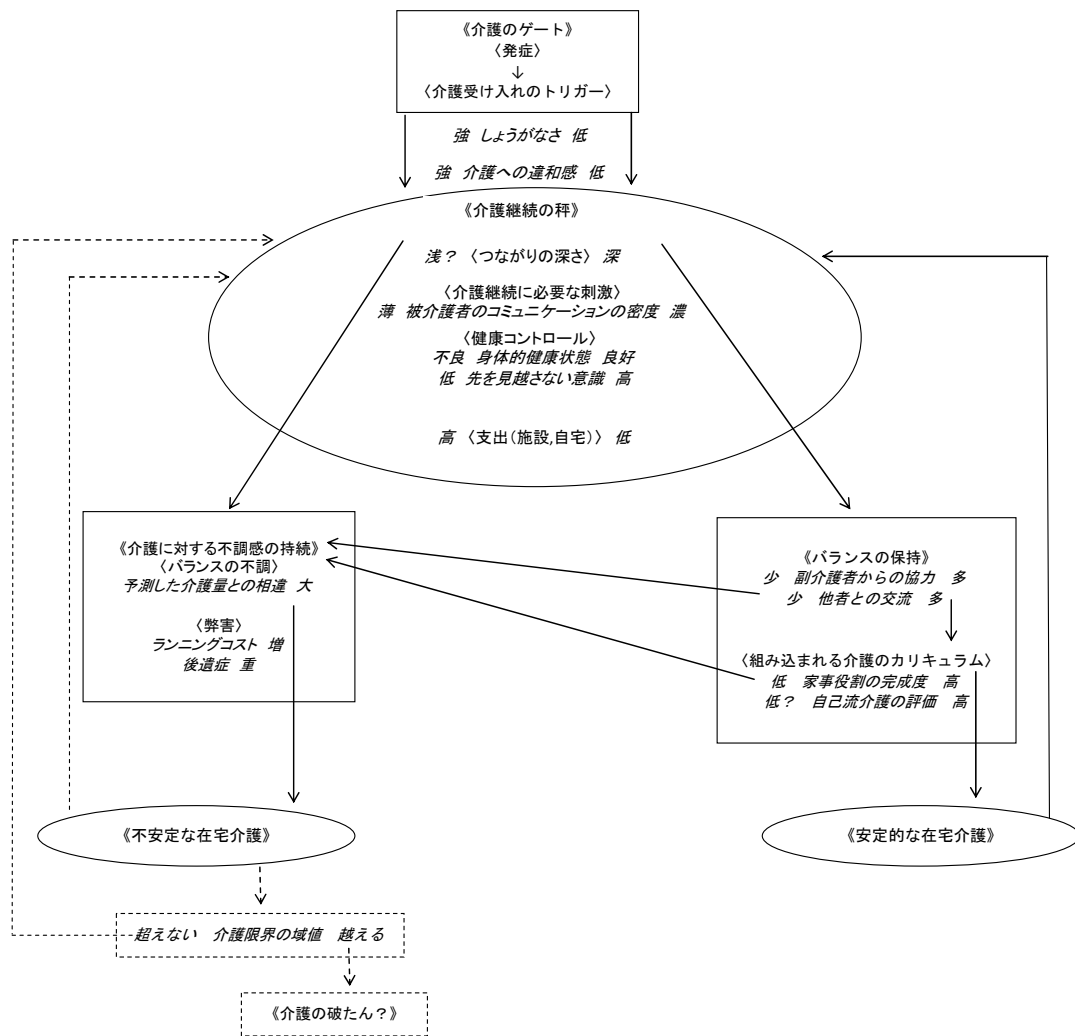 《介護のゲート》
〈発症〉
↓
〈介護受け入れのトリガー〉
強 しょうがなさ 低
強 介護への違和感 低
《介護継続の秤》
浅？ 〈つながりの深さ〉 深
〈介護継続に必要な刺激〉
薄 被介護者のコミュニケーションの密度 濃
〈健康コントロール〉
不良 身体的健康状態 良好
低 先を見越さない意識 高
高 〈支出（施設,自宅）〉 低
《介護に対する不調感の持続》
〈バランスの不調〉
予測した介護量との相違 大
〈弊害〉
ランニングコスト 増
後遺症 重
《バランスの保持》
少 副介護者からの協力 多
少 他者との交流 多
〈組み込まれる介護のカリキュラム〉
低 家事役割の完成度 高
低？ 自己流介護の評価 高
《不安定な在宅介護》
《安定的な在宅介護》
超えない 介護限界の域値 越える
《介護の破たん？》